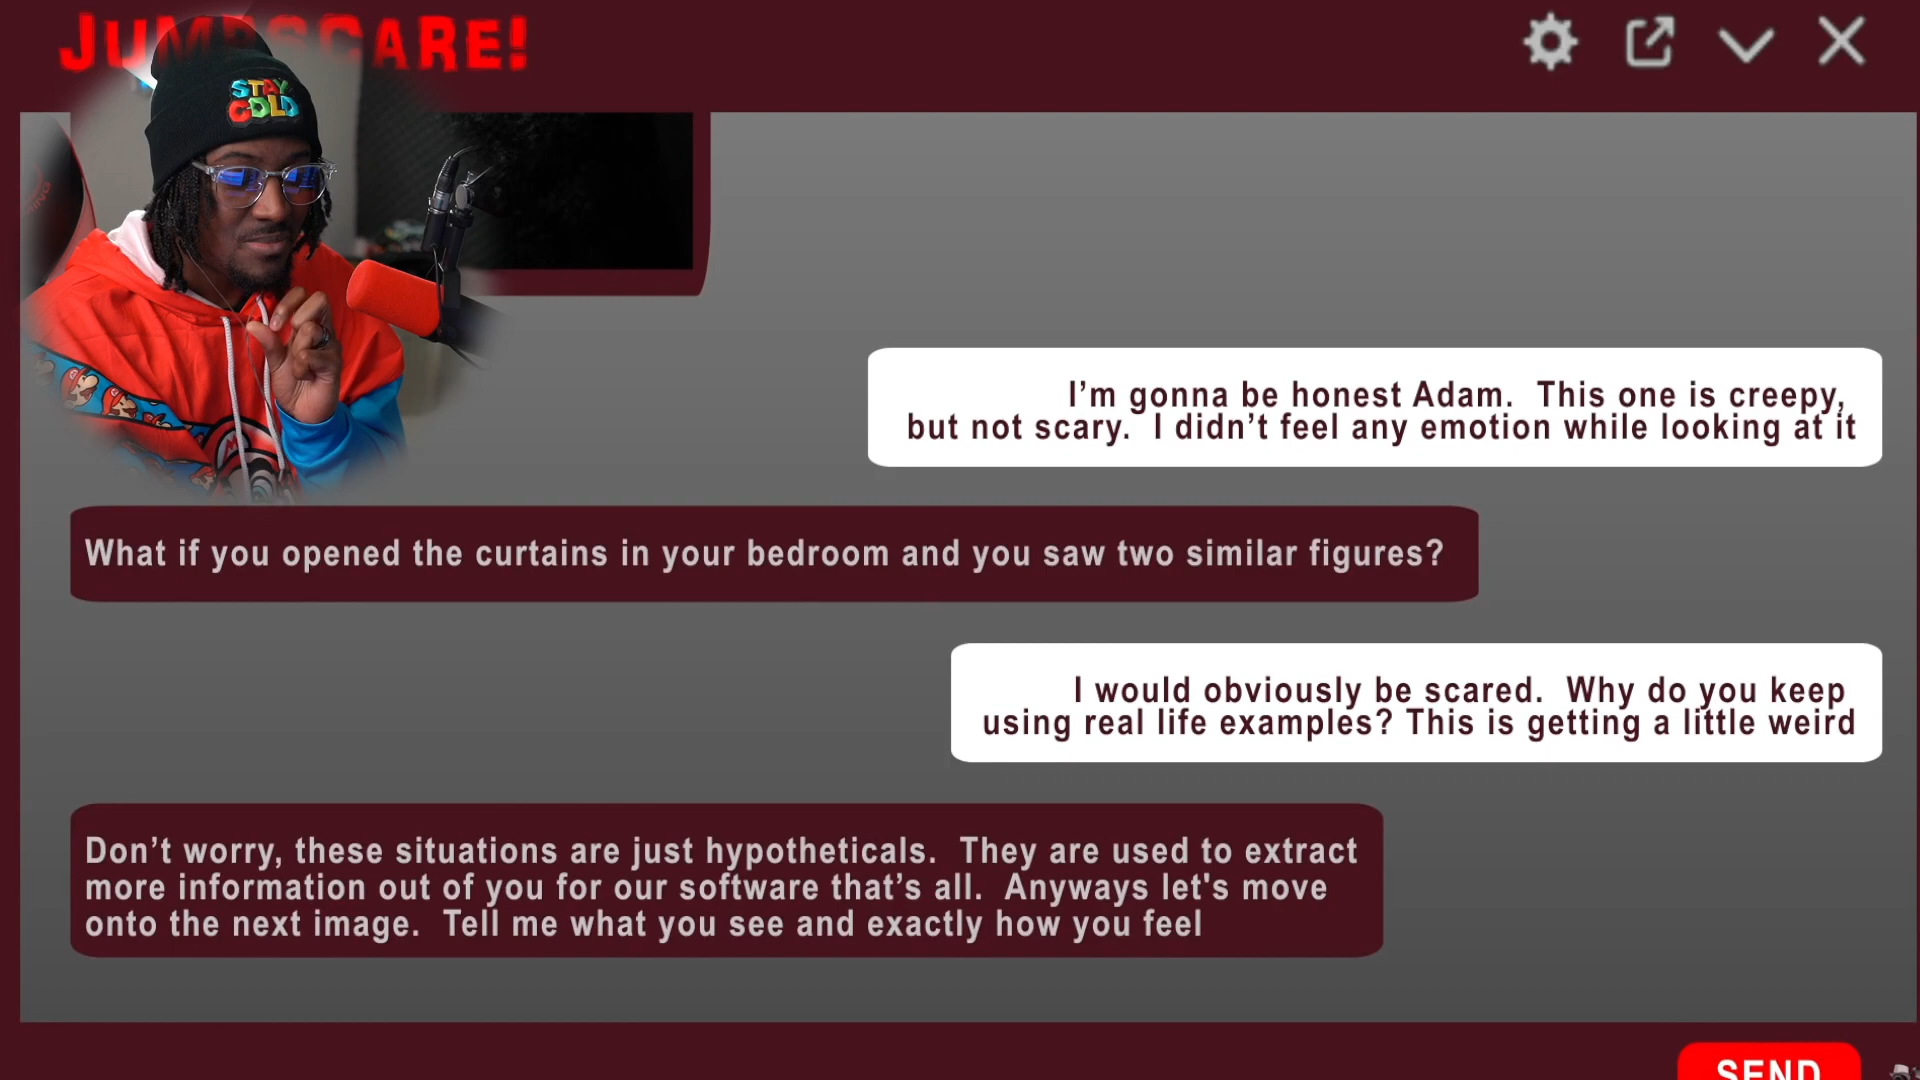 JUMPSCARE!
STAY
COLD
I’m gonna be honest Adam.  This one is creepy,
but not scary.  I didn’t feel any emotion while looking at it
What if you opened the curtains in your bedroom and you saw two similar figures?
I would obviously be scared.  Why do you keep
using real life examples? This is getting a little weird
Don’t worry, these situations are just hypotheticals.  They are used to extract
more information out of you for our software that’s all.  Anyways let's move
onto the next image.  Tell me what you see and exactly how you feel
SEND